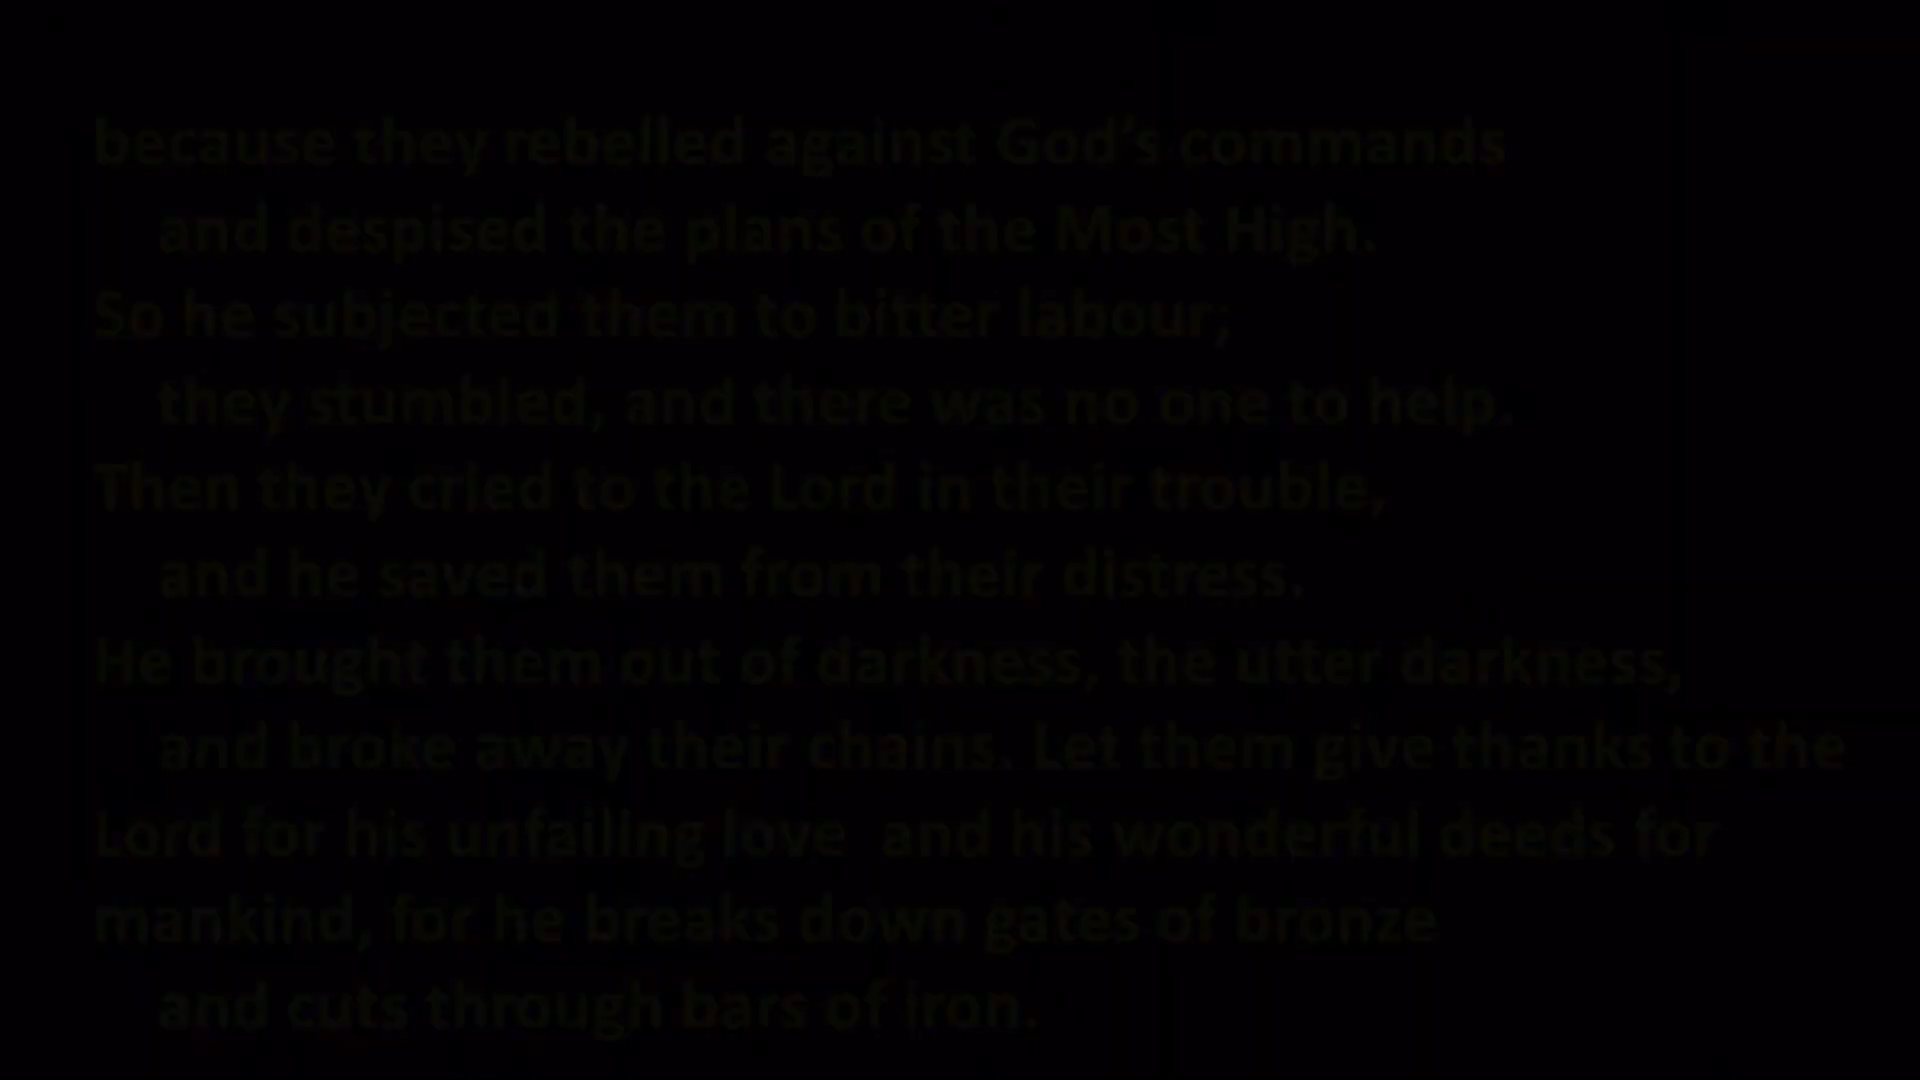 because they rebelled against God’s commands
and despised the plans of the Most High.
So he subjected them to bitter labour;
they stumbled, and there was no one to help.
Then they cried to the Lord in their trouble,
and he saved them from their distress.
He brought them out of darkness, the utter darkness,
and broke away their chains. Let them give thanks to the
Lord for his unfailing love  and his wonderful deeds for
mankind, for he breaks down gates of bronze
and cuts through bars of iron.